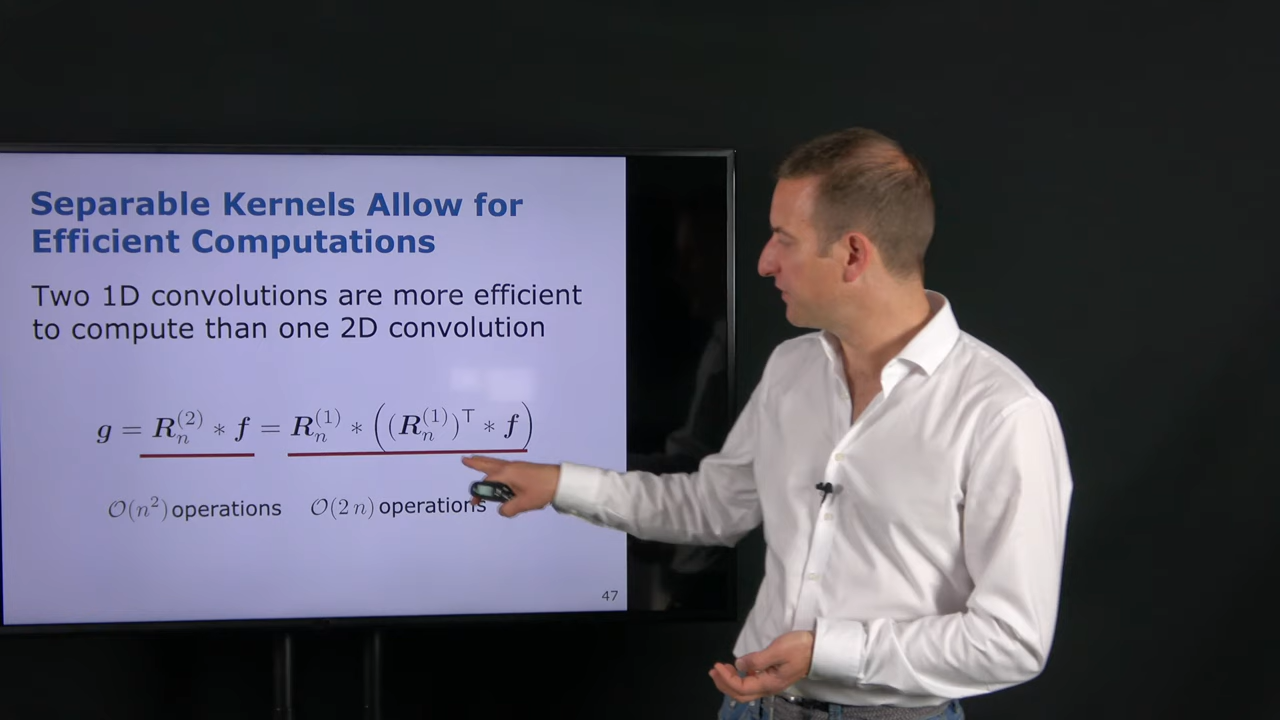 Separable Kernels Allow for
Efficient Computations
Two 1D convolutions are more efficient
to compute than one 2D convolution
g = R_n^{(2)} * f = R_n^{(1)} * ((R_n^{(1)})^⊤ * f)
O(n²) operations O(2 n) operations
47